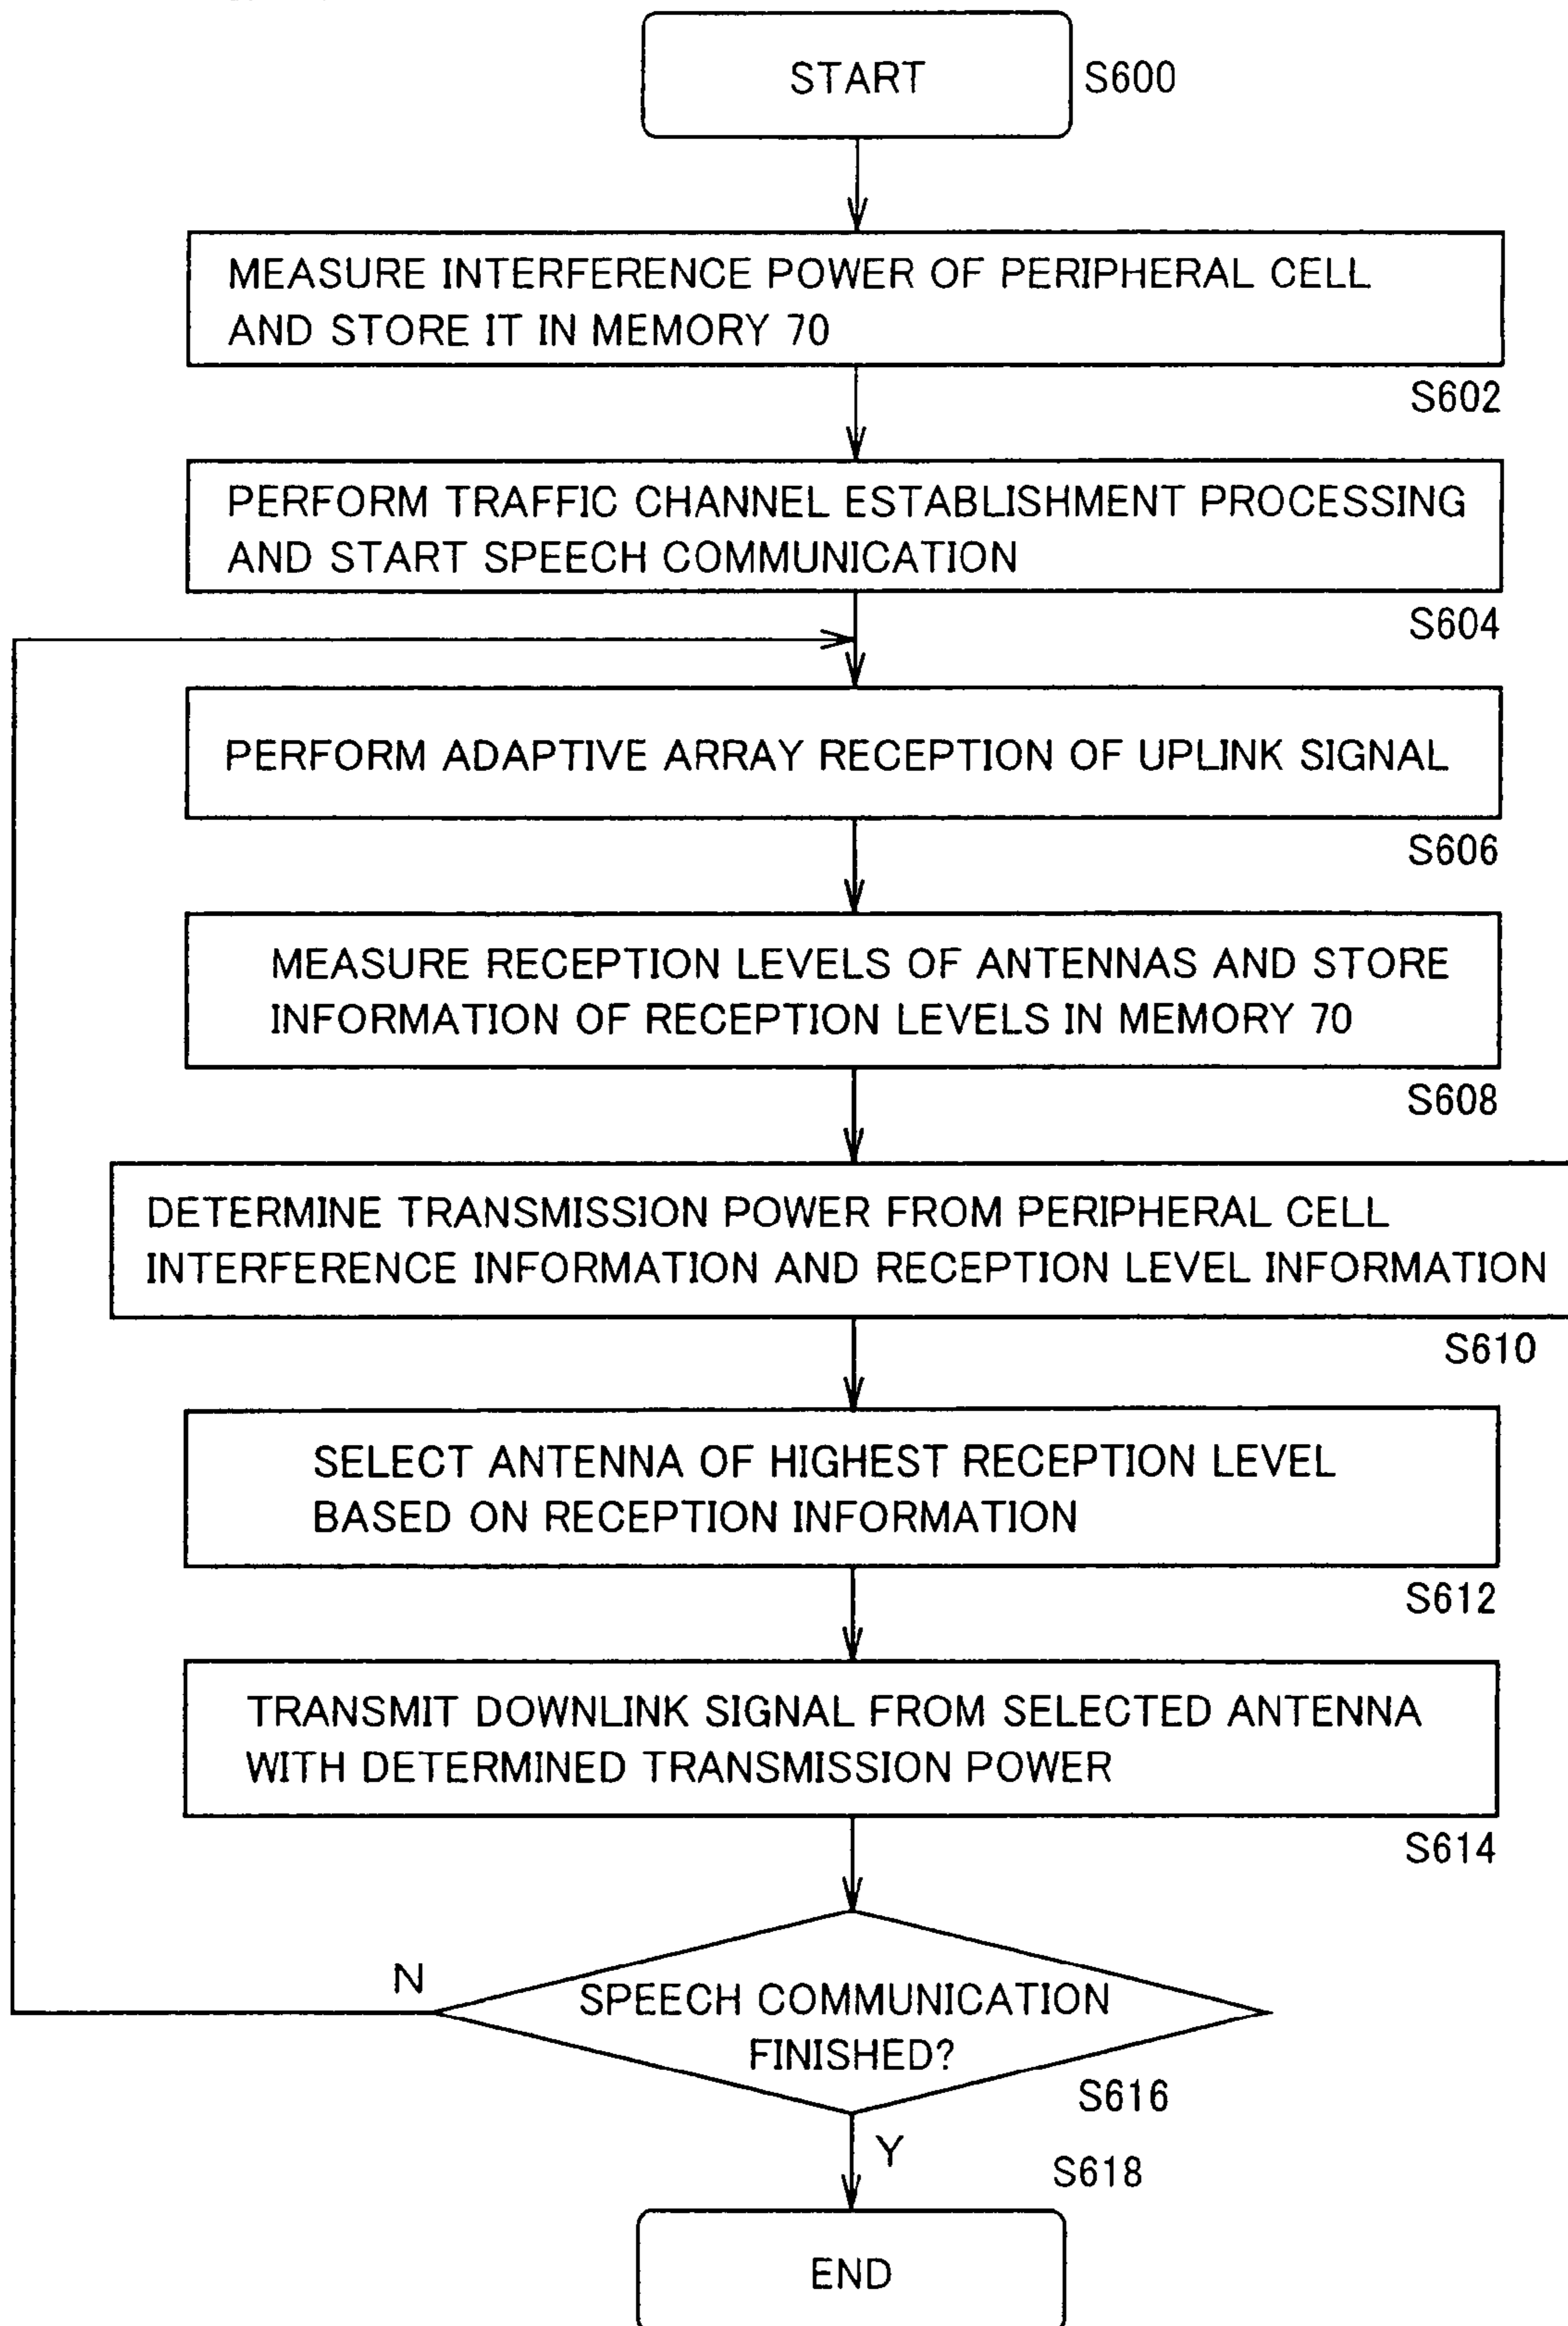 START
S600
MEASURE INTERFERENCE POWER OF PERIPHERAL CELL
AND STORE IT IN MEMORY 70
S602
PERFORM TRAFFIC CHANNEL ESTABLISHMENT PROCESSING
AND START SPEECH COMMUNICATION
S604
PERFORM ADAPTIVE ARRAY RECEPTION OF UPLINK SIGNAL
S606
MEASURE RECEPTION LEVELS OF ANTENNAS AND STORE
INFORMATION OF RECEPTION LEVELS IN MEMORY 70
S608
DETERMINE TRANSMISSION POWER FROM PERIPHERAL CELL
INTERFERENCE INFORMATION AND RECEPTION LEVEL INFORMATION
S610
SELECT ANTENNA OF HIGHEST RECEPTION LEVEL
BASED ON RECEPTION INFORMATION
S612
TRANSMIT DOWNLINK SIGNAL FROM SELECTED ANTENNA
WITH DETERMINED TRANSMISSION POWER
S614
N
SPEECH COMMUNICATION
FINISHED?
S616
Y
S618
END